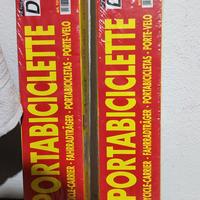 D
PORTABICICLETTE
CYCLE-CARRIER - FAHRRADTRÄGER - PORTABICICLETAS - PORTE-VELO
D
PORTABICICLETTE
CYCLE-CARRIER - FAHRRADTRÄGER - PORTABICICLETAS - PORTE-VELO